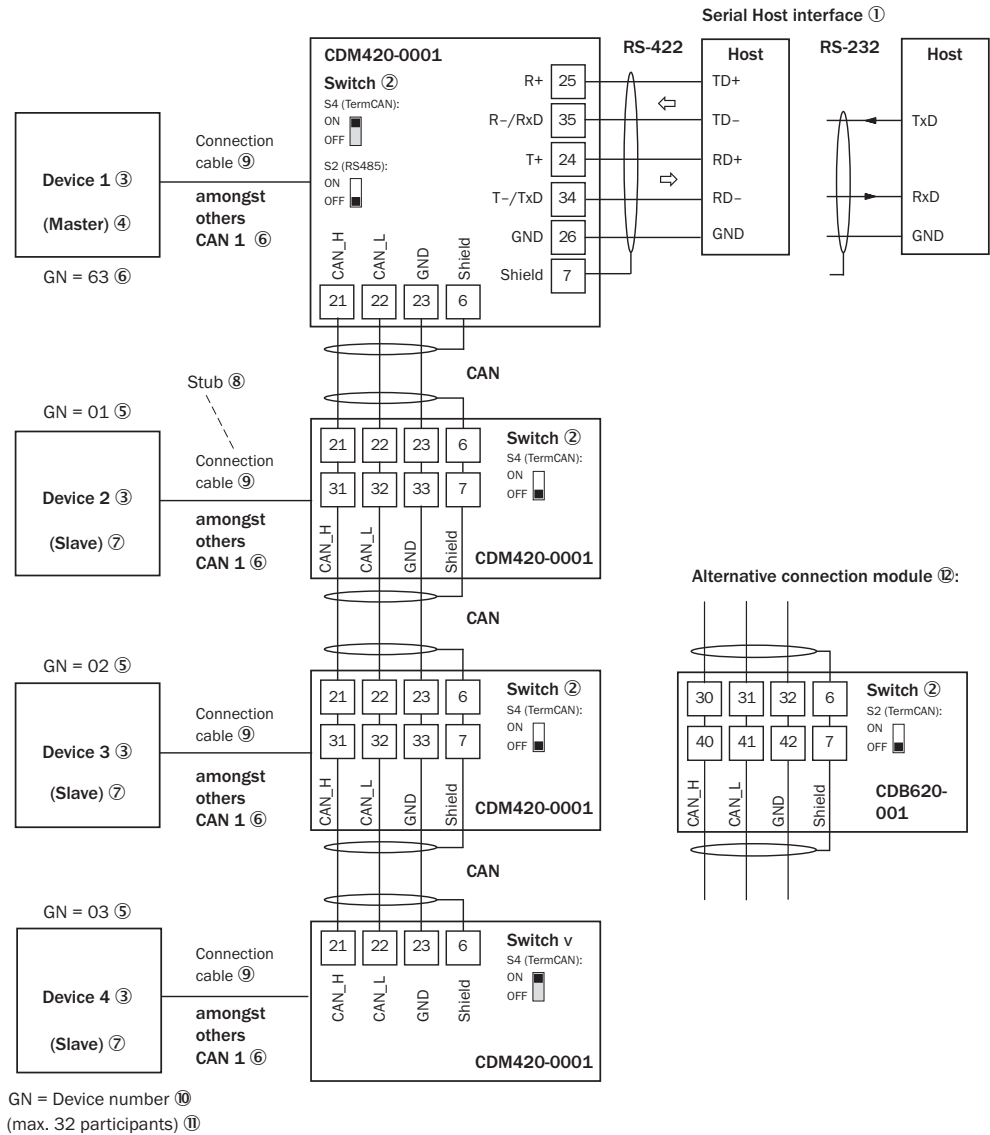 Serial Host interface ①
CDM420-0001
Switch ②
S4 (TermCAN):
ON
OFF
S2 (RS485):
ON
OFF
R+ 25
R–/RxD 35
T+ 24
T–/TxD 34
GND 26
Shield 7
CAN_H
CAN_L
GND
Shield
21 22 23 6
RS-422
Host
TD+
TD–
RD+
RD–
GND
RS-232
Host
TxD
RxD
GND
Device 1 ③
(Master) ④
GN = 63 ⑥
Connection
cable ⑨
amongst
others
CAN 1 ⑥
CAN
Stub ⑧
GN = 01 ⑤
Device 2 ③
(Slave) ⑦
Connection
cable ⑨
amongst
others
CAN 1 ⑥
21 22 23 6
31 32 33 7
CAN_H
CAN_L
GND
Shield
Switch ②
S4 (TermCAN):
ON
OFF
CDM420-0001
CAN
GN = 02 ⑤
Device 3 ③
(Slave) ⑦
Connection
cable ⑨
amongst
others
CAN 1 ⑥
21 22 23 6
31 32 33 7
CAN_H
CAN_L
GND
Shield
Switch ②
S4 (TermCAN):
ON
OFF
CDM420-0001
CAN
Alternative connection module ⑫:
30 31 32 6
40 41 42 7
CAN_H
CAN_L
GND
Shield
Switch ②
S2 (TermCAN):
ON
OFF
CDB620-
001
GN = 03 ⑤
Device 4 ③
(Slave) ⑦
Connection
cable ⑨
amongst
others
CAN 1 ⑥
21 22 23 6
CAN_H
CAN_L
GND
Shield
Switch v
S4 (TermCAN):
ON
OFF
CDM420-0001
GN = Device number ⑩
(max. 32 participants) ⑪